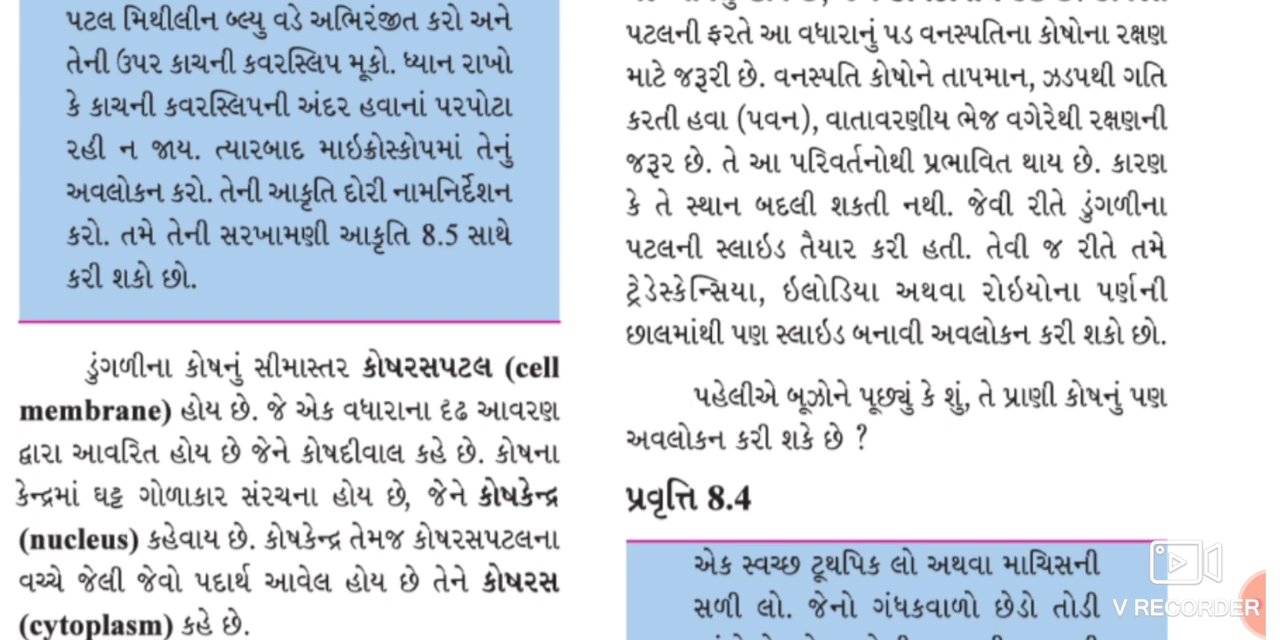 પટલ મિથીલીન બ્લ્યુ વડે અભિરંજીત કરો અને
તેની ઉપર કાચની કવરસ્લિપ મૂકો. ધ્યાન રાખો
કે કાચની કવરસ્લિપની અંદર હવાનાં પરપોટા
રહી ન જાય. ત્યારબાદ માઇક્રોસ્કોપમાં તેનું
અવલોકન કરો. તેની આકૃતિ દોરી નામનિર્દેશન
કરો. તમે તેની સરખામણી આકૃતિ 8.5 સાથે
કરી શકો છો.
ડુંગળીના કોષનું સીમાસ્તર કોષરસપટલ (cell
membrane) હોય છે. જે એક વધારાના દૃઢ આવરણ
દ્વારા આવરિત હોય છે જેને કોષદીવાલ કહે છે. કોષના
કેન્દ્રમાં ઘટ્ટ ગોળાકાર સંરચના હોય છે, જેને કોષકેન્દ્ર
(nucleus) કહેવાય છે. કોષકેન્દ્ર તેમજ કોષરસપટલના
વચ્ચે જેલી જેવો પદાર્થ આવેલ હોય છે તેને કોષરસ
(cytoplasm) કહે છે.
પટલની ફરતે આ વધારાનું પડ વનસ્પતિના કોષોના રક્ષણ
માટે જરૂરી છે. વનસ્પતિ કોષોને તાપમાન, ઝડપથી ગતિ
કરતી હવા (પવન), વાતાવરણીય ભેજ વગેરેથી રક્ષણની
જરૂર છે. તે આ પરિવર્તનોથી પ્રભાવિત થાય છે. કારણ
કે તે સ્થાન બદલી શકતી નથી. જેવી રીતે ડુંગળીના
પટલની સ્લાઇડ તૈયાર કરી હતી. તેવી જ રીતે તમે
ટ્રેડેસ્કેન્સિયા, ઇલોડિયા અથવા રોઇયોના પર્ણની
છાલમાંથી પણ સ્લાઇડ બનાવી અવલોકન કરી શકો છો.
પહેલીએ બૂઝોને પૂછ્યું કે શું, તે પ્રાણી કોષનું પણ
અવલોકન કરી શકે છે ?
પ્રવૃત્તિ 8.4
એક સ્વચ્છ ટૂથપિક લો અથવા માચિસની
સળી લો. જેનો ગંધકવાળો છેડો તોડી
V RECORDER